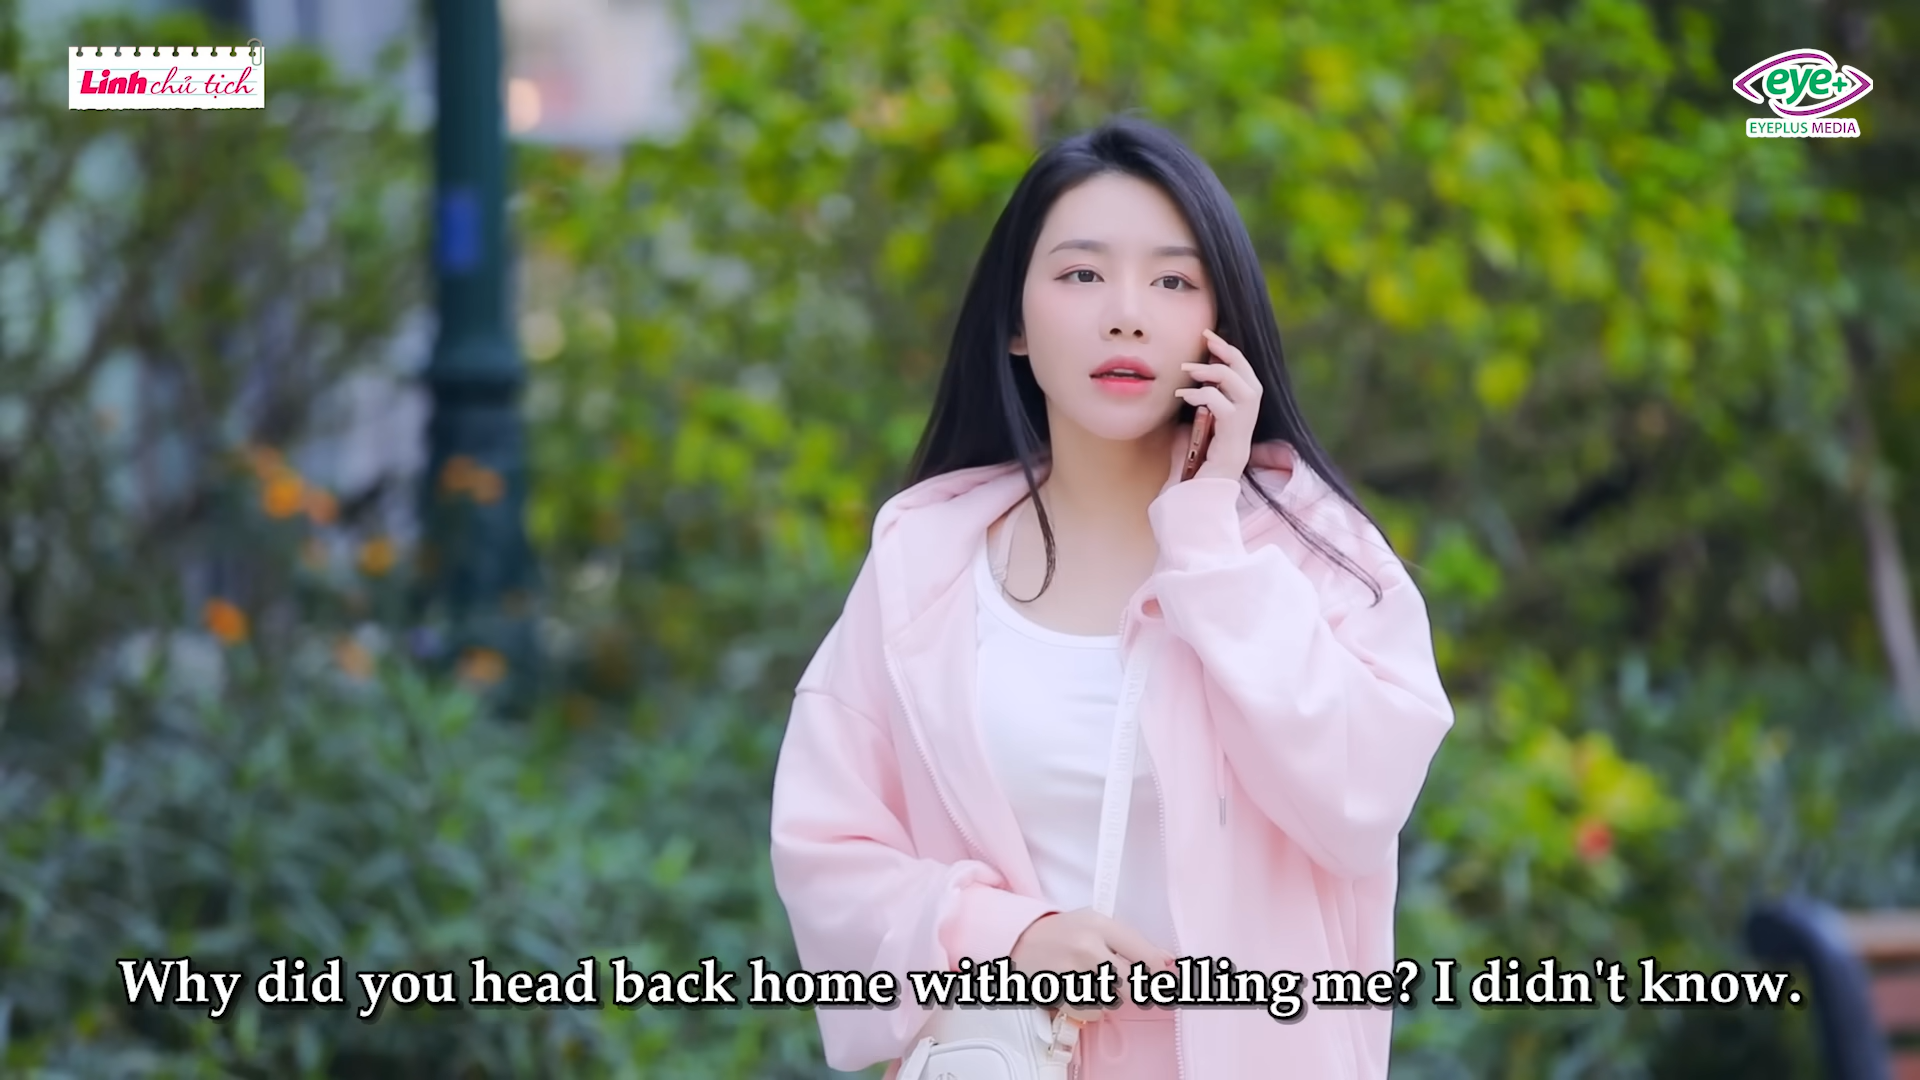 Linh chủ tịch
eye+
EYEPLUS MEDIA
Why did you head back home without telling me? I didn't know.